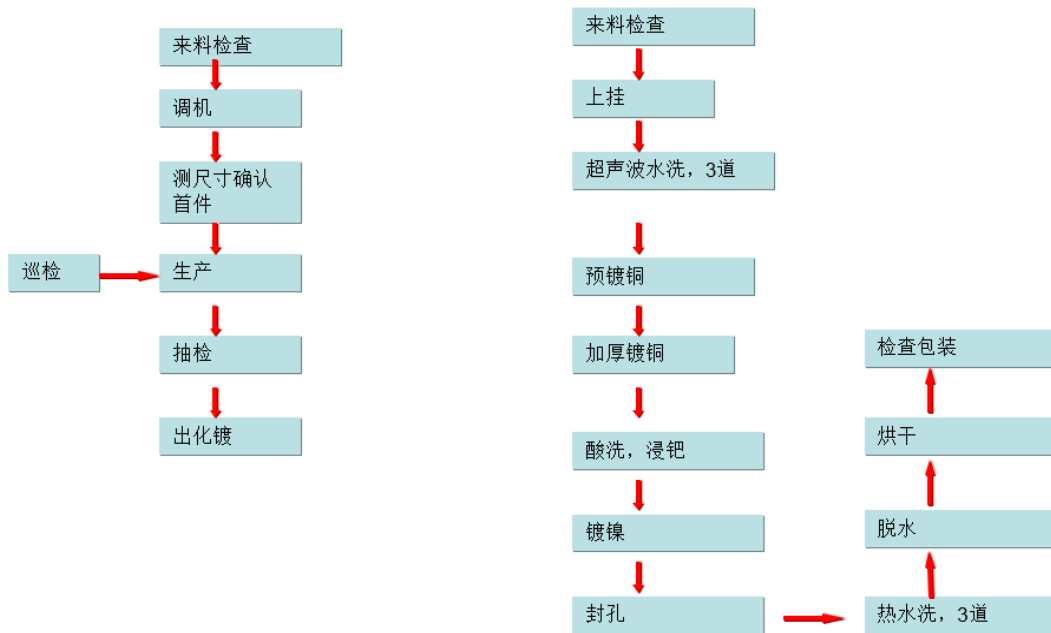 来料检查
调机
测尺寸确认
首件
巡检
生产
抽检
出化镀
来料检查
上挂
超声波水洗，3道
预镀铜
加厚镀铜
酸洗，浸钯
镀镍
封孔
热水洗，3道
脱水
烘干
检查包装